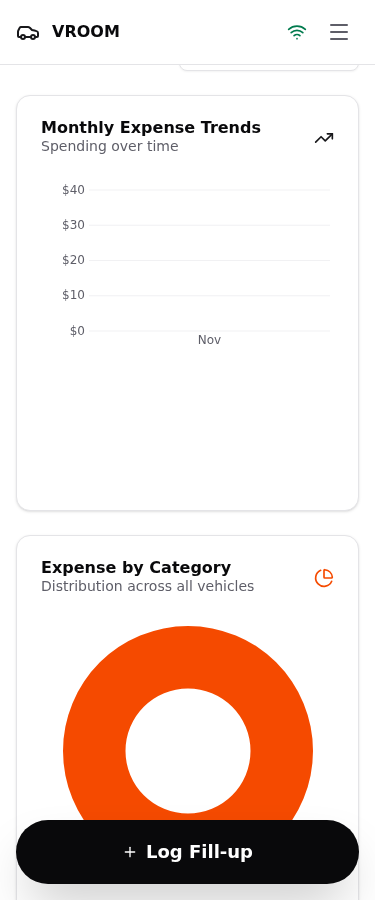 VROOM
Monthly Expense Trends
Spending over time
$40
$30
$20
$10
$0
Nov
Expense by Category
Distribution across all vehicles
+ Log Fill-up